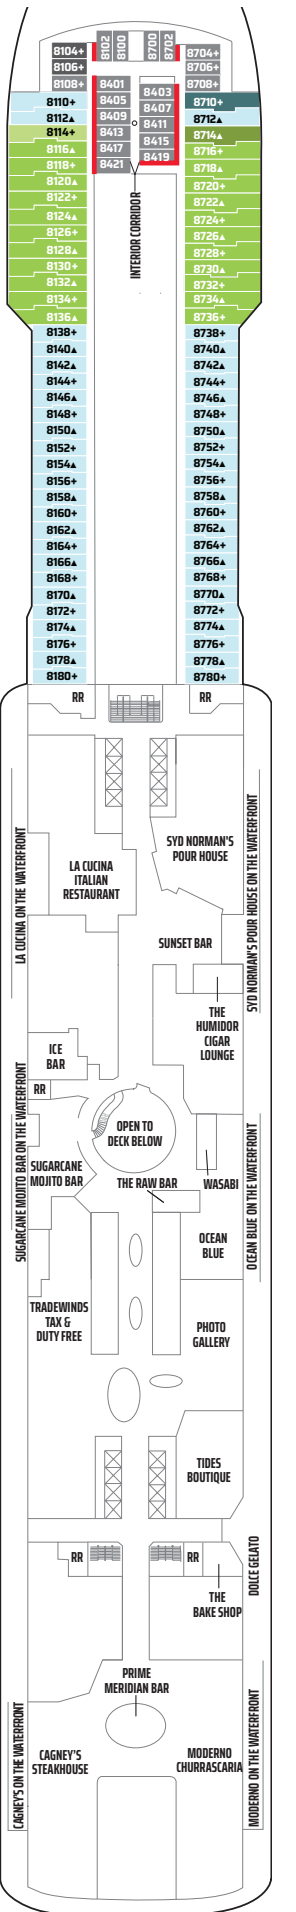 8102
8100
8700
8702
8104+
8704+
8106+
8706+
8108+
8401
8403
8708+
8110+
8405
8407
8710+
8112▲
8409
8411
8712▲
8114+
8413
8415
8714▲
8116▲
8417
8419
8716+
8118+
8421
8718▲
8120▲
8720+
8122+
8722▲
8124▲
8724+
8126+
8726▲
8128▲
8728+
8130+
8730▲
8132▲
8732+
8134+
8734▲
8136▲
8736+
INTERIOR CORRIDOR
8138+
8738+
8140▲
8740▲
8142▲
8742▲
8144+
8744+
8146▲
8746▲
8148+
8748+
8150▲
8750▲
8152+
8752+
8154▲
8754▲
8156+
8756+
8158▲
8758▲
8160+
8760+
8162▲
8762▲
8164+
8764+
8166▲
8766▲
8168+
8768+
8170▲
8770▲
8172+
8772+
8174▲
8774▲
8176+
8776+
8178▲
8778▲
8180+
8780+
RR
RR
LA CUCINA ON THE WATERFRONT
LA CUCINA
ITALIAN
RESTAURANT
SYD NORMAN'S
POUR HOUSE
SYD NORMAN'S POUR HOUSE ON THE WATERFRONT
SUNSET BAR
THE
HUMIDOR
CIGAR
LOUNGE
ICE
BAR
RR
SUGARCANE MOJITO BAR ON THE WATERFRONT
OPEN TO
DECK BELOW
SUGARCANE
MOJITO BAR
THE RAW BAR
WASABI
OCEAN BLUE ON THE WATERFRONT
OCEAN
BLUE
TRADEWINDS
TAX &
DUTY FREE
PHOTO
GALLERY
TIDES
BOUTIQUE
RR
RR
DOLCE GELATO
THE
BAKE SHOP
PRIME
MERIDIAN BAR
CAGNEY'S ON THE WATERFRONT
CAGNEY'S
STEAKHOUSE
MODERNO
CHURRASCARIA
MODERNO ON THE WATERFRONT